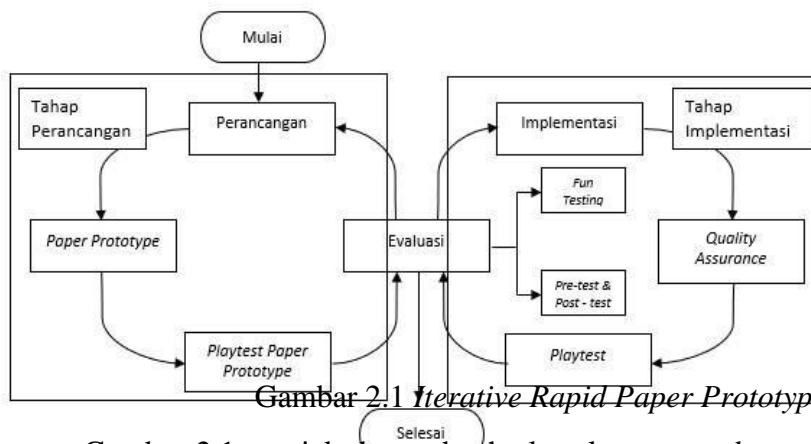 Mulai
Tahap
Perancangan
Perancangan
Implementasi
Tahap
Implementasi
Fun
Testing
Paper Prototype
Evaluasi
Quality
Assurance
Pre-test &
Post - test
Playtest Paper
Prototype
Playtest
Gambar 2.1 Iterative Rapid Paper Prototyp
Selesai